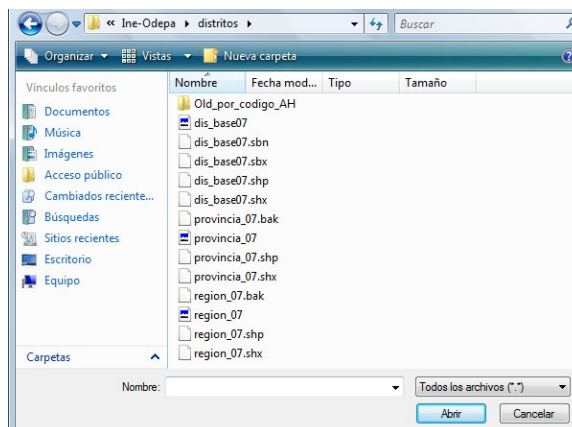 « Ine-Odepa ▸ distritos ▸ Buscar
Organizar Vistas Nueva carpeta
Vínculos favoritos
Documentos
Música
Imágenes
Acceso público
Cambiados reciente...
Búsquedas
Sitios recientes
Escritorio
Equipo
Carpetas
Nombre Fecha mod... Tipo Tamaño
Old_por_codigo_AH
dis_base07
dis_base07.sbn
dis_base07.sbx
dis_base07.shp
dis_base07.shx
provincia_07.bak
provincia_07
provincia_07.shp
provincia_07.shx
region_07.bak
region_07
region_07.shp
region_07.shx
Nombre: Todos los archivos (*.*)
Abrir Cancelar